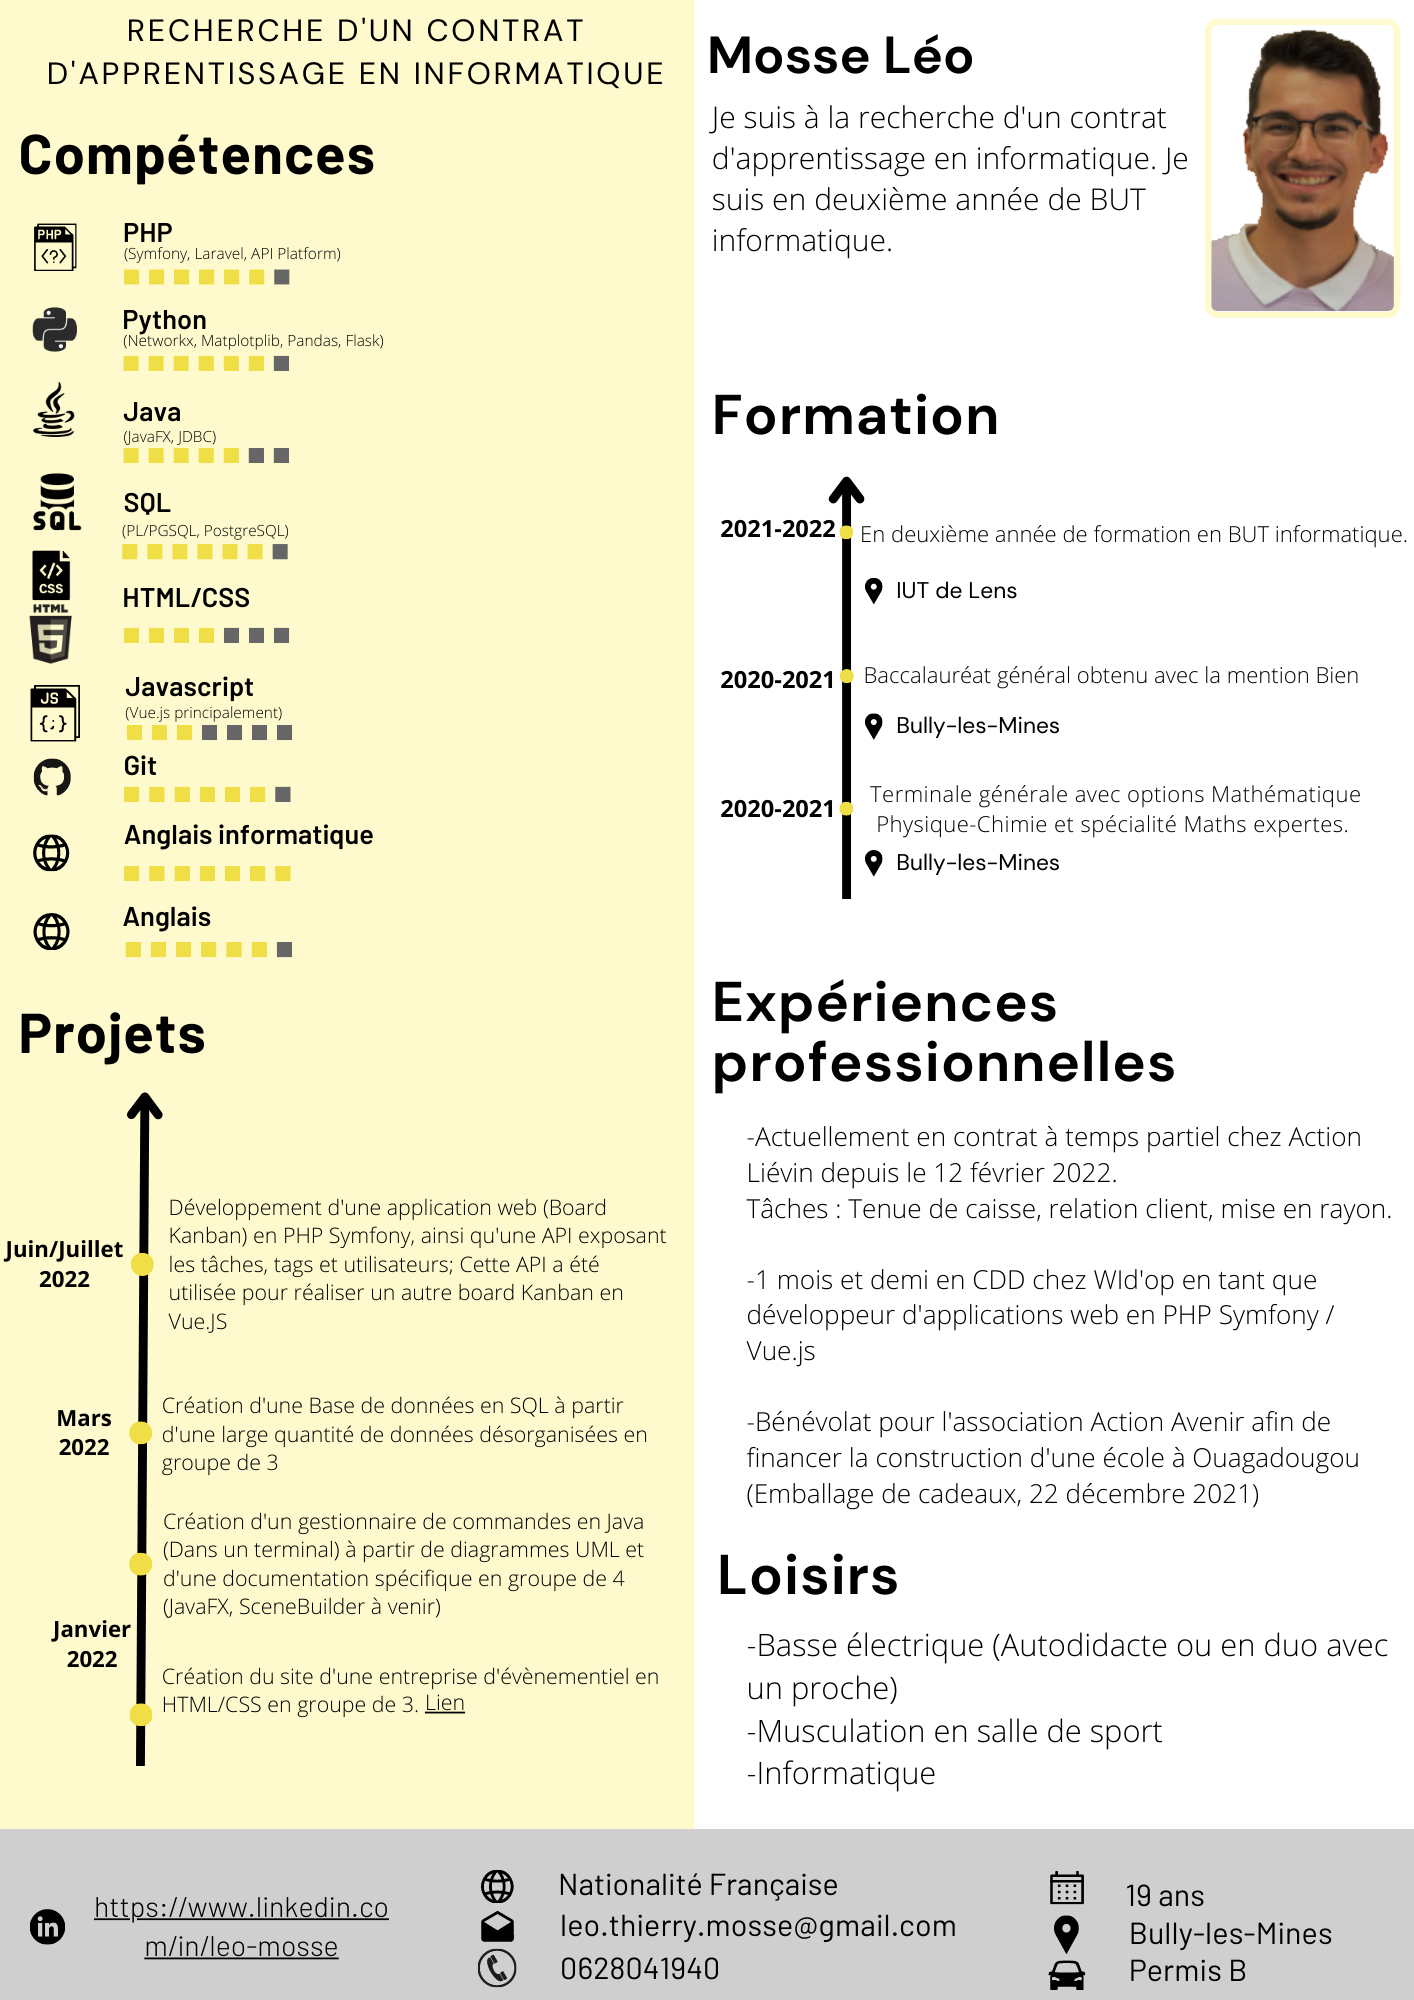 RECHERCHE D'UN CONTRAT
D'APPRENTISSAGE EN INFORMATIQUE
Compétences
PHP
PHP
(Symfony, Laravel, API Platform)
Python
(Networkx, Matplotplib, Pandas, Flask)
Java
(JavaFX, JDBC)
SQL
SQL
(PL/PGSQL, PostgreSQL)
CSS
HTML
5
HTML/CSS
JS
{;}
Javascript
(Vue.js principalement)
Git
Anglais informatique
Anglais
Projets
Juin/Juillet
2022
Développement d'une application web (Board
Kanban) en PHP Symfony, ainsi qu'une API exposant
les tâches, tags et utilisateurs; Cette API a été
utilisée pour réaliser un autre board Kanban en
Vue.JS
Mars
2022
Création d'une Base de données en SQL à partir
d'une large quantité de données désorganisées en
groupe de 3
Création d'un gestionnaire de commandes en Java
(Dans un terminal) à partir de diagrammes UML et
d'une documentation spécifique en groupe de 4
(JavaFX, SceneBuilder à venir)
Janvier
2022
Création du site d'une entreprise d'évènementiel en
HTML/CSS en groupe de 3. Lien
Mosse Léo
Je suis à la recherche d'un contrat
d'apprentissage en informatique. Je
suis en deuxième année de BUT
informatique.
Formation
2021-2022
En deuxième année de formation en BUT informatique.
IUT de Lens
2020-2021
Baccalauréat général obtenu avec la mention Bien
Bully-les-Mines
2020-2021
Terminale générale avec options Mathématique
Physique-Chimie et spécialité Maths expertes.
Bully-les-Mines
Expériences
professionnelles
-Actuellement en contrat à temps partiel chez Action
Liévin depuis le 12 février 2022.
Tâches : Tenue de caisse, relation client, mise en rayon.
-1 mois et demi en CDD chez WId'op en tant que
développeur d'applications web en PHP Symfony /
Vue.js
-Bénévolat pour l'association Action Avenir afin de
financer la construction d'une école à Ouagadougou
(Emballage de cadeaux, 22 décembre 2021)
Loisirs
-Basse électrique (Autodidacte ou en duo avec
un proche)
-Musculation en salle de sport
-Informatique
in
https://www.linkedin.co
m/in/leo-mosse
Nationalité Française
leo.thierry.mosse@gmail.com
0628041940
19 ans
Bully-les-Mines
Permis B